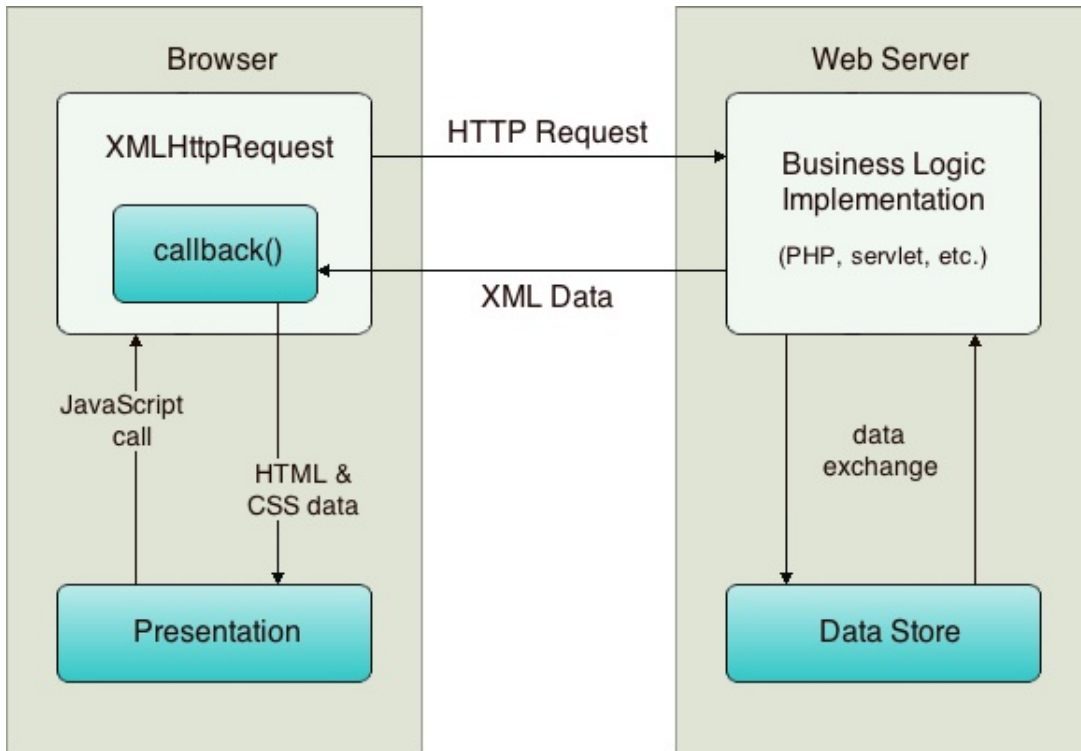 Browser
XMLHttpRequest
callback()
JavaScript
call
HTML &
CSS data
Presentation
HTTP Request
XML Data
Web Server
Business Logic
Implementation
(PHP, servlet, etc.)
data
exchange
Data Store